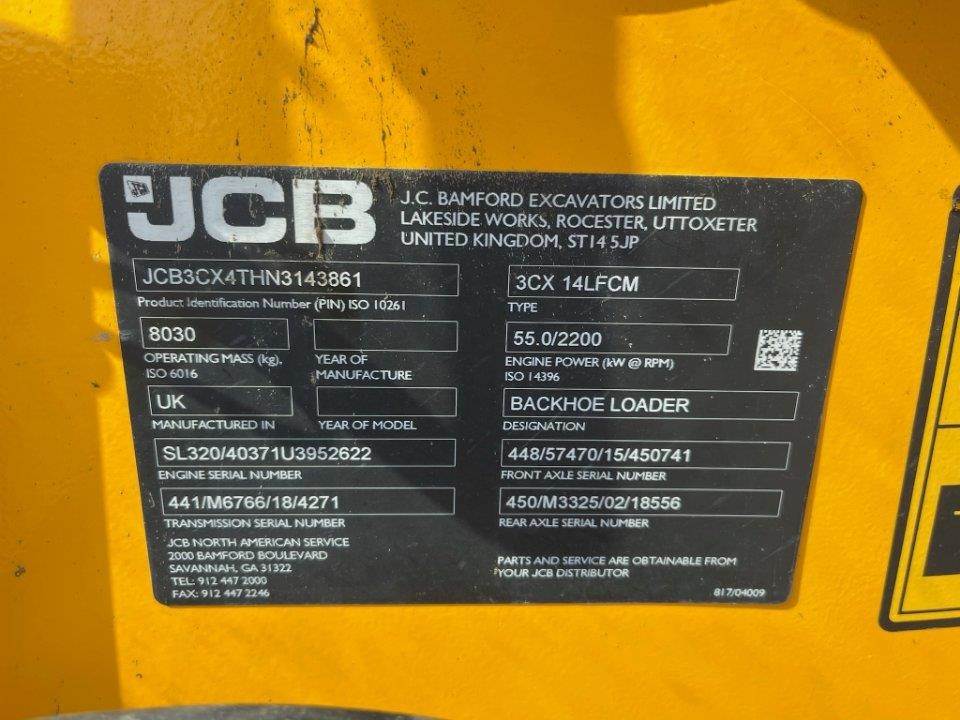 JCB
J.C. BAMFORD EXCAVATORS LIMITED
LAKESIDE WORKS, ROCESTER, UTTOXETER
UNITED KINGDOM, ST14 5JP
JCB3CX4THN3143861
Product Identification Number (PIN) ISO 10261
3CX 14LFCM
TYPE
8030
OPERATING MASS (kg),
ISO 6016
YEAR OF
MANUFACTURE
55.0/2200
ENGINE POWER (kW @ RPM)
ISO 14396
UK
MANUFACTURED IN
YEAR OF MODEL
BACKHOE LOADER
DESIGNATION
SL320/40371U3952622
ENGINE SERIAL NUMBER
448/57470/15/450741
FRONT AXLE SERIAL NUMBER
441/M6766/18/4271
TRANSMISSION SERIAL NUMBER
450/M3325/02/18556
REAR AXLE SERIAL NUMBER
JCB NORTH AMERICAN SERVICE
2000 BAMFORD BOULEVARD
SAVANNAH, GA 31322
TEL: 912 447 2000
FAX: 912 447 2246
PARTS AND SERVICE ARE OBTAINABLE FROM
YOUR JCB DISTRIBUTOR
817/04009